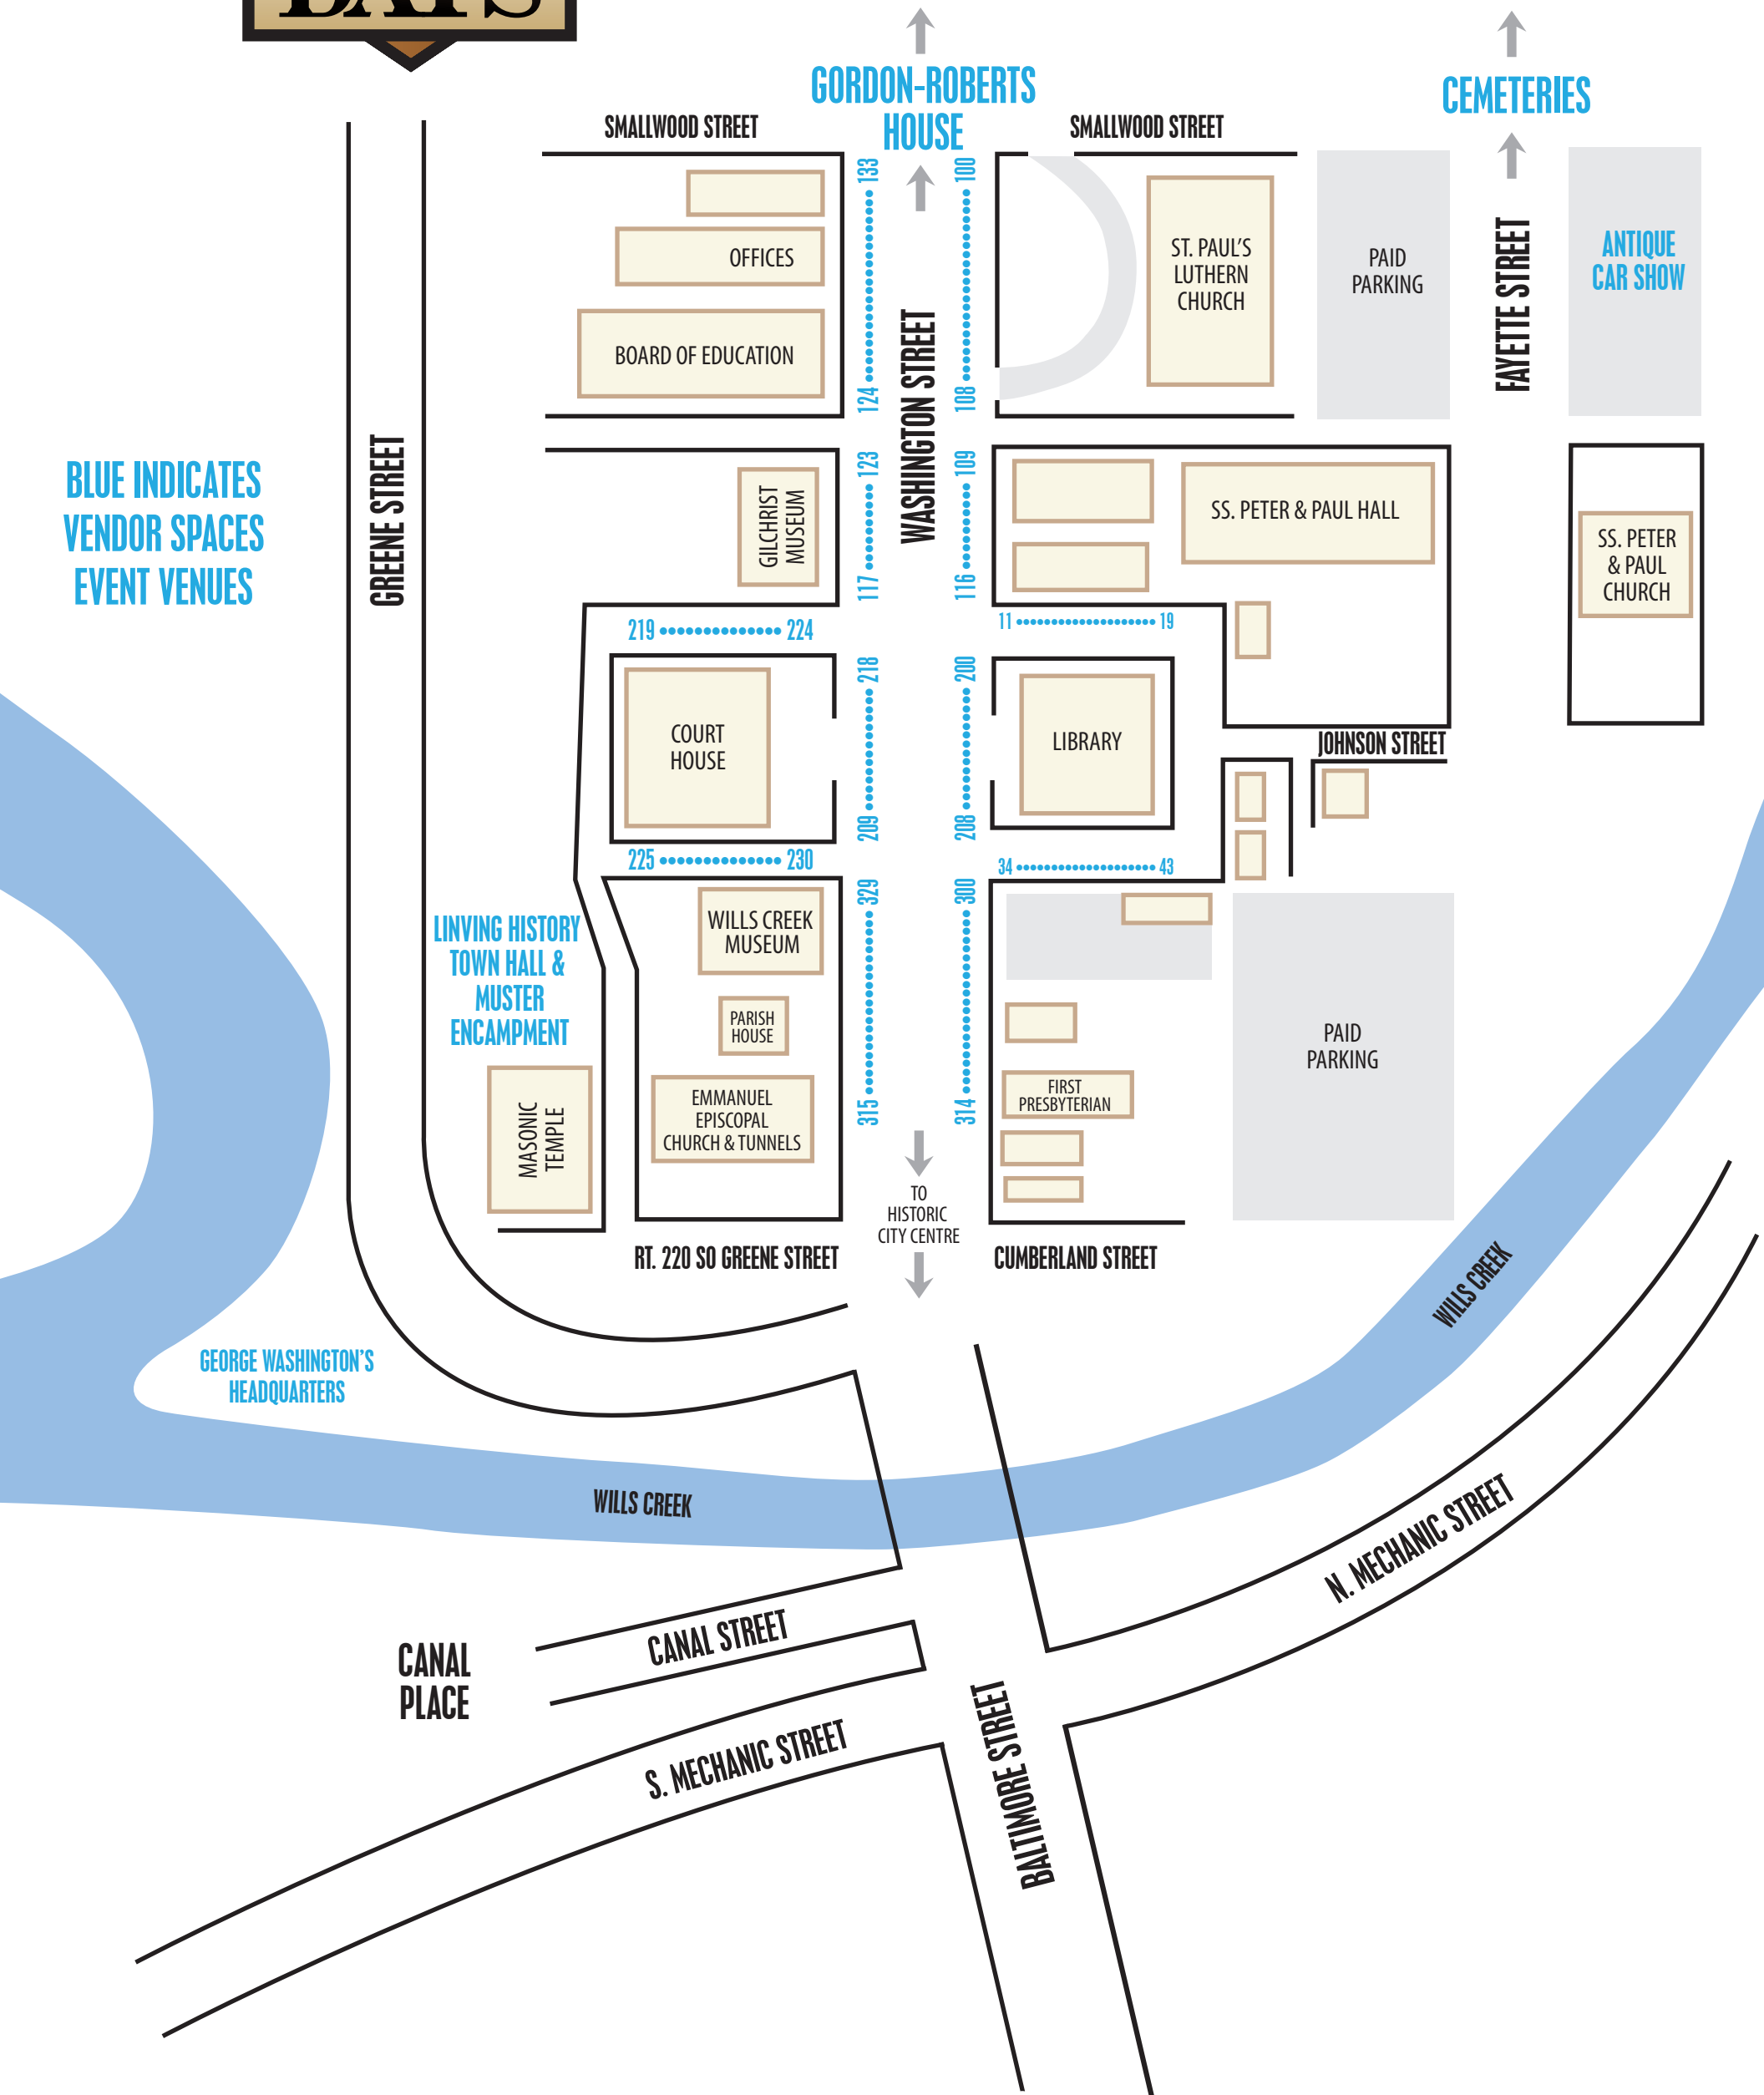 DAYS
GORDON-ROBERTS
HOUSE
CEMETERIES
SMALLWOOD STREET
SMALLWOOD STREET
133
124
100
108
OFFICES
BOARD OF EDUCATION
WASHINGTON STREET
ST. PAUL'S
LUTHERN
CHURCH
PAID
PARKING
FAYETTE STREET
ANTIQUE
CAR SHOW
BLUE INDICATES
VENDOR SPACES
EVENT VENUES
GREENE STREET
GILCHRIST
MUSEUM
123
117
109
116
SS. PETER & PAUL HALL
SS. PETER
& PAUL
CHURCH
219
224
11
19
COURT
HOUSE
218
209
200
208
LIBRARY
JOHNSON STREET
225
230
34
43
LINVING HISTORY
TOWN HALL &
MUSTER
ENCAMPMENT
WILLS CREEK
MUSEUM
PARISH
HOUSE
EMMANUEL
EPISCOPAL
CHURCH & TUNNELS
MASONIC
TEMPLE
329
315
300
314
FIRST
PRESBYTERIAN
PAID
PARKING
TO
HISTORIC
CITY CENTRE
RT. 220 SO GREENE STREET
CUMBERLAND STREET
WILLS CREEK
GEORGE WASHINGTON'S
HEADQUARTERS
WILLS CREEK
N. MECHANIC STREET
CANAL STREET
CANAL
PLACE
S. MECHANIC STREET
BALTIMORE STREET